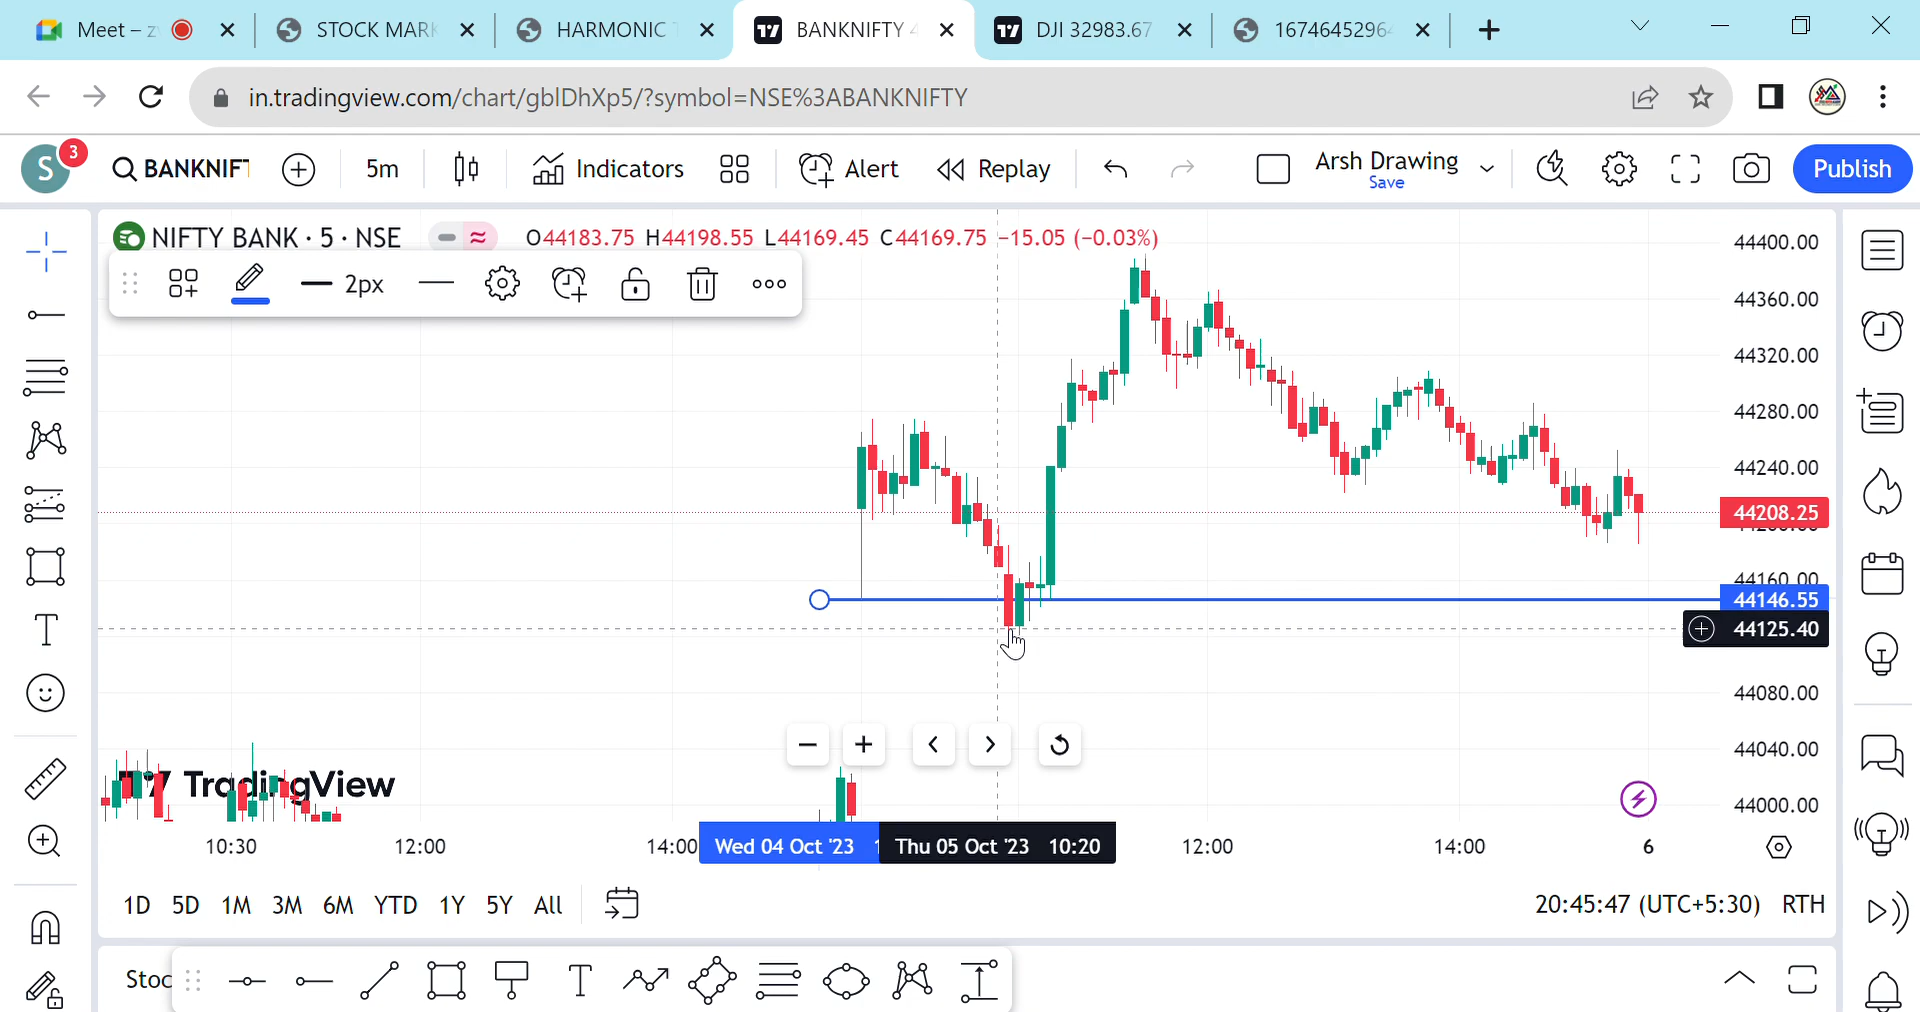 Meet – z
STOCK MARK
HARMONIC T
BANKNIFTY 4
DJI 32983.67
16746452964
in.tradingview.com/chart/gblDhXp5/?symbol=NSE%3ABANKNIFTY
S
3
BANKNIFT
5m
Indicators
Alert
Replay
Arsh Drawing
Save
Publish
NIFTY BANK · 5 · NSE
O44183.75 H44198.55 L44169.45 C44169.75 −15.05 (−0.03%)
2px
44400.00
44360.00
44320.00
44280.00
44240.00
44208.25
44160.00
44146.55
44125.40
44080.00
44040.00
44000.00
TradingView
10:30
12:00
14:00
Wed 04 Oct '23
Thu 05 Oct '23 10:20
12:00
14:00
6
1D 5D 1M 3M 6M YTD 1Y 5Y All
20:45:47 (UTC+5:30) RTH
Stoc